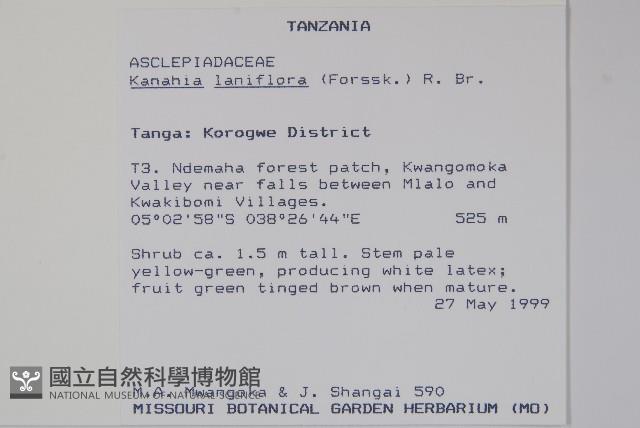 TANZANIA
ASCLEPIADACEAE
Kanahia laniflora (Forssk.) R. Br.
Tanga: Korogwe District
T3. Ndemaha forest patch, Kwangomoka
Valley near falls between Mlalo and
Kwakibomi Villages.
05°02'58"S 038°26'44"E 525 m
Shrub ca. 1.5 m tall. Stem pale
yellow-green, producing white latex;
fruit green tinged brown when mature.
27 May 1999
國立自然科學博物館
NATIONAL MUSEUM OF NATURAL SCIENCE
M.A. Mwangoka & J. Shangai 590
MISSOURI BOTANICAL GARDEN HERBARIUM (MO)